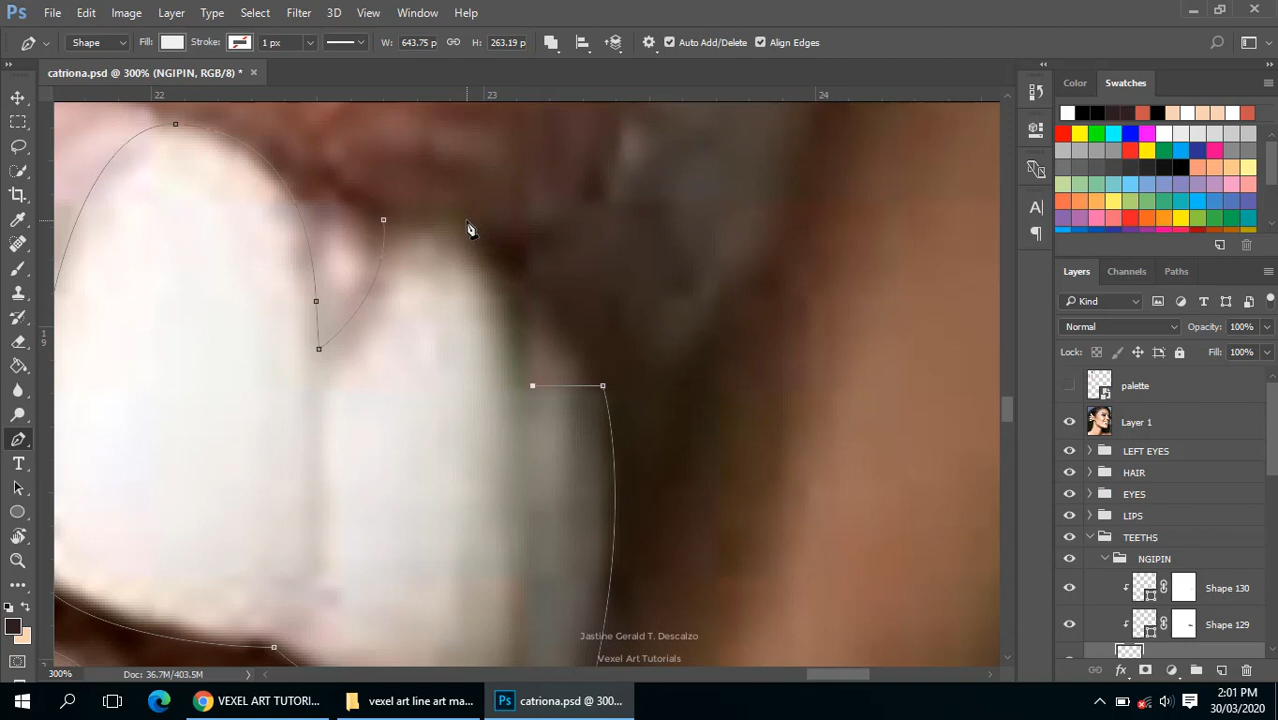 Ps File Edit Image Layer Type Select Filter 3D View Window Help
Shape Fill: Stroke: 1 px W: 643.75 p H: 263.19 p Auto Add/Delete Align Edges
catriona.psd @ 300% (NGIPIN, RGB/8) *
Color Swatches
22 23 24
19
Layers Channels Paths
Kind
Normal Opacity: 100%
Lock: Fill: 100%
palette
Layer 1
LEFT EYES
HAIR
EYES
LIPS
TEETHS
NGIPIN
Shape 130
Shape 129
Jastine Gerald T. Descalzo
Vexel Art Tutorials
300% Doc: 36.7M/403.5M
VEXEL ART TUTORI...
vexel art line art ma...
Ps catriona.psd @ 300...
2:01 PM
30/03/2020